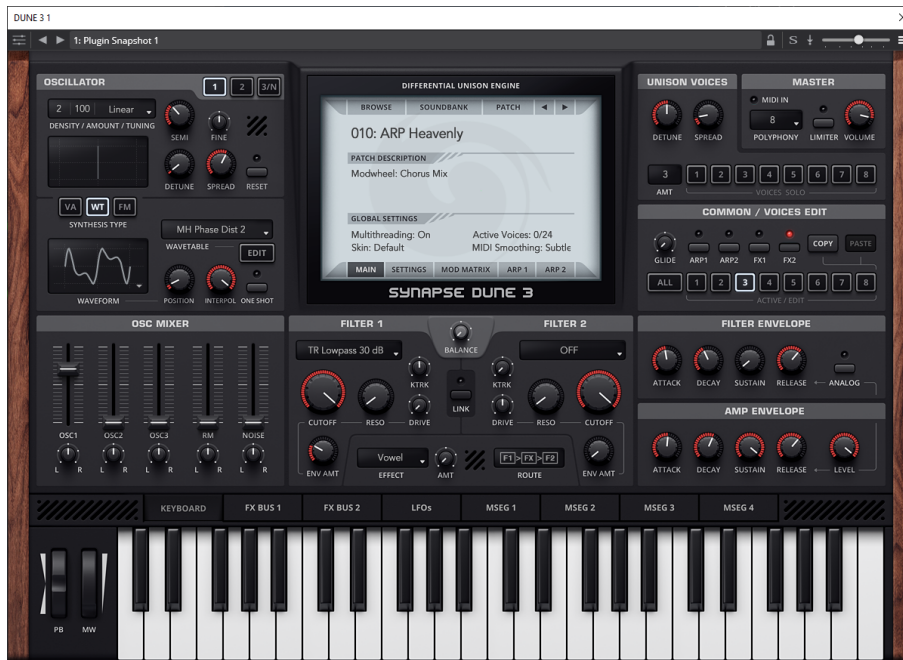 DUNE 3 1
1: Plugin Snapshot 1
S
OSCILLATOR
1 2 3/N
2 100 Linear
DENSITY / AMOUNT / TUNING
SEMI FINE
DETUNE SPREAD RESET
VA WT FM
SYNTHESIS TYPE
MH Phase Dist 2
WAVETABLE
EDIT
WAVEFORM
POSITION INTERPOL ONE SHOT
DIFFERENTIAL UNISON ENGINE
BROWSE SOUNDBANK PATCH
010: ARP Heavenly
PATCH DESCRIPTION
Modwheel: Chorus Mix
GLOBAL SETTINGS
Multithreading: On Active Voices: 0/24
Skin: Default MIDI Smoothing: Subtle
MAIN SETTINGS MOD MATRIX ARP 1 ARP 2
SYNAPSE DUNE 3
UNISON VOICES
DETUNE SPREAD
MASTER
MIDI IN
8
POLYPHONY LIMITER VOLUME
3
AMT
1 2 3 4 5 6 7 8
VOICES SOLO
COMMON / VOICES EDIT
GLIDE ARP1 ARP2 FX1 FX2
COPY PASTE
ALL 1 2 3 4 5 6 7 8
ACTIVE / EDIT
OSC MIXER
OSC1 OSC2 OSC3 RM NOISE
L R L R L R L R L R
FILTER 1
TR Lowpass 30 dB
KTRK
CUTOFF RESO DRIVE
ENV AMT
BALANCE
LINK
FILTER 2
OFF
KTRK
DRIVE RESO CUTOFF
ENV AMT
Vowel
EFFECT
AMT
F1>FX>F2
ROUTE
FILTER ENVELOPE
ATTACK DECAY SUSTAIN RELEASE ANALOG
AMP ENVELOPE
ATTACK DECAY SUSTAIN RELEASE LEVEL
KEYBOARD FX BUS 1 FX BUS 2 LFOs MSEG 1 MSEG 2 MSEG 3 MSEG 4
PB MW